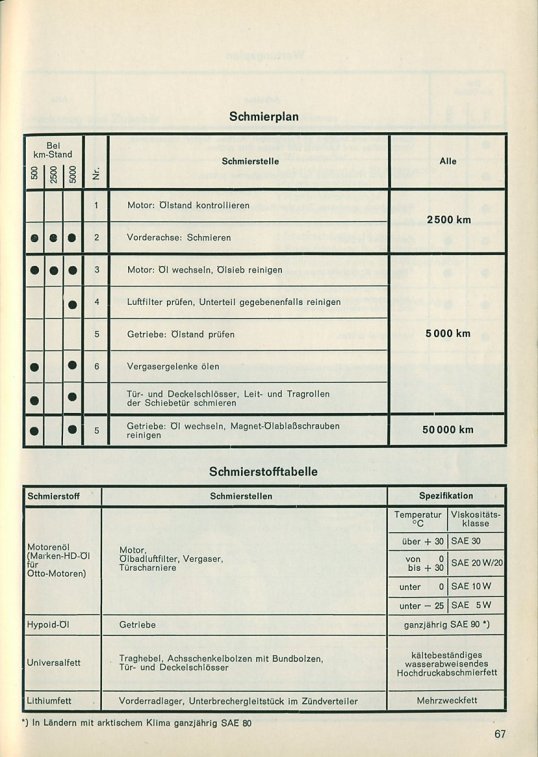 Schmierplan
Bei
km-Stand
Schmierstelle
Alle
500
2500
5000
Nr.
1 Motor: Ölstand kontrollieren
2500 km
2 Vorderachse: Schmieren
3 Motor: Öl wechseln, Ölsieb reinigen
4 Luftfilter prüfen, Unterteil gegebenenfalls reinigen
5 Getriebe: Ölstand prüfen
5000 km
6 Vergasergelenke ölen
Tür- und Deckelschlösser, Leit- und Tragrollen
der Schiebetür schmieren
5 Getriebe: Öl wechseln, Magnet-Ölablaßschrauben
reinigen
50000 km
Schmierstofftabelle
Schmierstoff Schmierstellen Spezifikation
Temperatur Viskositäts-
°C klasse
über + 30 SAE 30
Motorenöl
(Marken-HD-Öl
für
Otto-Motoren)
Motor,
Ölbadluftfilter, Vergaser,
Türscharniere
von 0
bis + 30 SAE 20 W/20
unter 0 SAE 10 W
unter — 25 SAE 5 W
Hypoid-Öl Getriebe ganzjährig SAE 90 *)
Universalfett
Traghebel, Achsschenkelbolzen mit Bundbolzen,
Tür- und Deckelschlösser
kältebeständiges
wasserabweisendes
Hochdruckabschmierfett
Lithiumfett Vorderradlager, Unterbrechergleitstück im Zündverteiler Mehrzweckfett
*) In Ländern mit arktischem Klima ganzjährig SAE 80
67